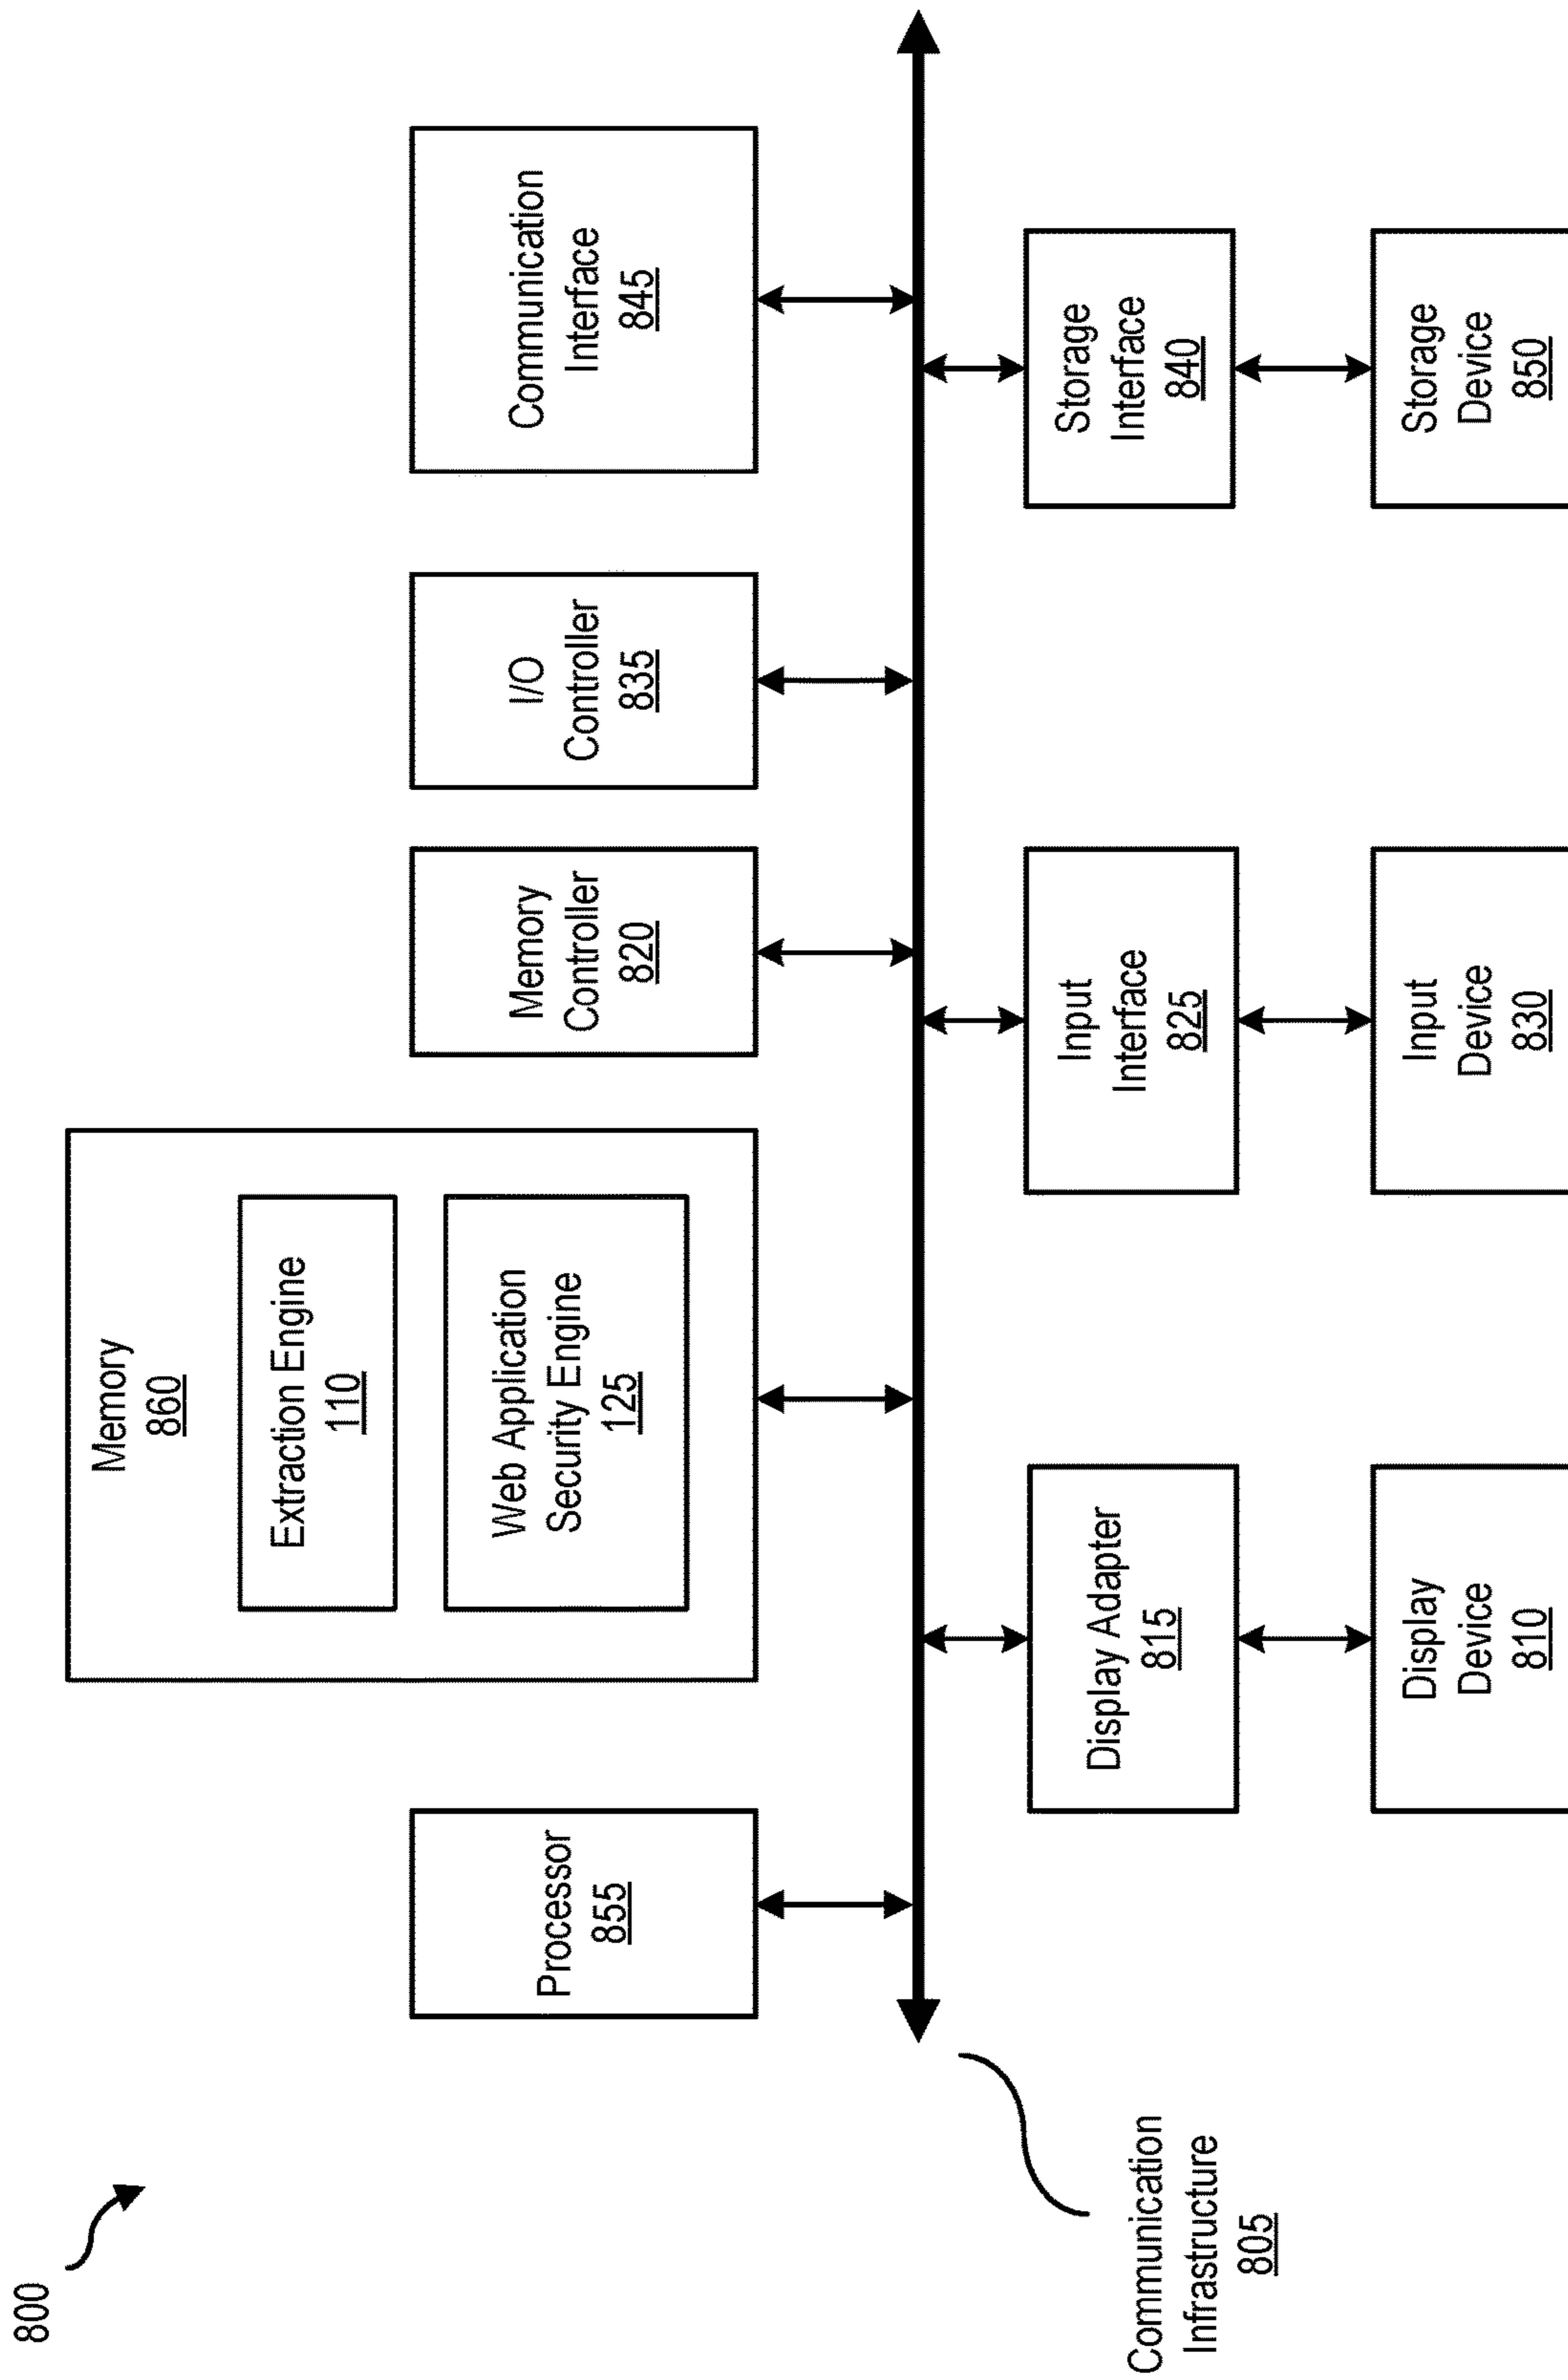 800
Processor
855
Memory
860
Extraction Engine
110
Web Application
Security Engine
125
Memory
Controller
820
I/O
Controller
835
Communication
Interface
845
Communication
Infrastructure
805
Display Adapter
815
Input
Interface
825
Storage
Interface
840
Display
Device
810
Input
Device
830
Storage
Device
850